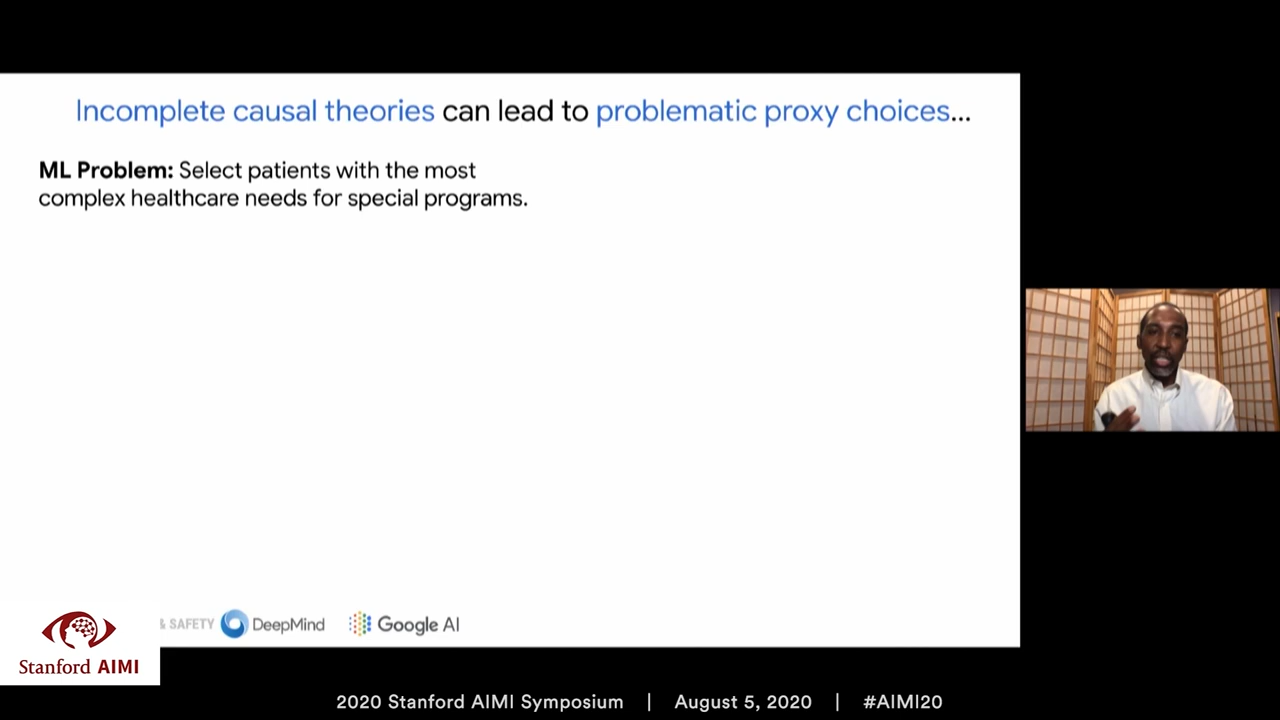 Incomplete causal theories can lead to problematic proxy choices...
ML Problem: Select patients with the most
complex healthcare needs for special programs.
& SAFETY DeepMind Google AI
Stanford AIMI
2020 Stanford AIMI Symposium | August 5, 2020 | #AIMI20